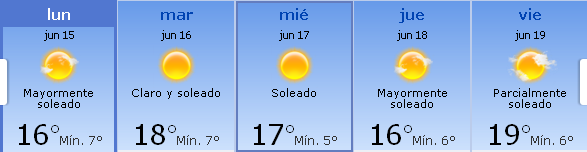 lun
jun 15
Mayormente
soleado
16° Mín. 7°
mar
jun 16
Claro y soleado
18° Mín. 7°
mié
jun 17
Soleado
17° Mín. 5°
jue
jun 18
Mayormente
soleado
16° Mín. 6°
vie
jun 19
Parcialmente
soleado
19° Mín. 6°